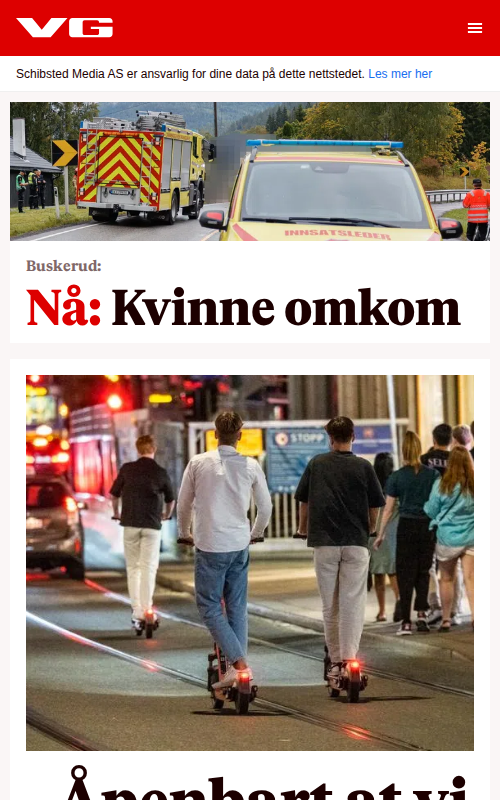 VG
Schibsted Media AS er ansvarlig for dine data på dette nettstedet. Les mer her
INNSATSLEDER
Buskerud:
Nå: Kvinne omkom
STOPP
Åpenbart at vi